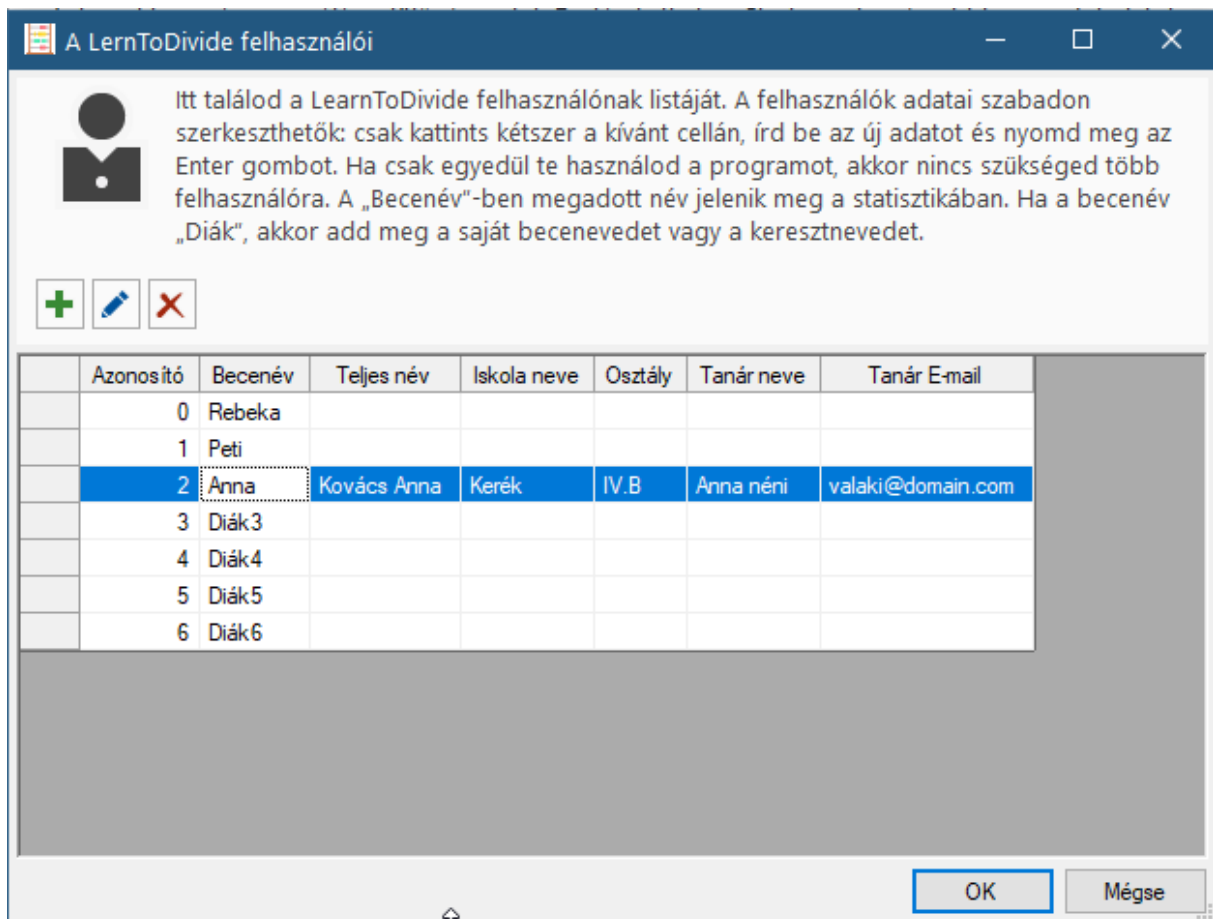 A LernToDivide felhasználói
Itt találod a LearnToDivide felhasználónak listáját. A felhasználók adatai szabadon
szerkeszthetők: csak kattints kétszer a kívánt cellán, írd be az új adatot és nyomd meg az
Enter gombot. Ha csak egyedül te használod a programot, akkor nincs szükséged több
felhasználóra. A „Becenév"-ben megadott név jelenik meg a statisztikában. Ha a becenév
„Diák", akkor add meg a saját becenevedet vagy a keresztnevedet.
Azonosító Becenév Teljes név Iskola neve Osztály Tanár neve Tanár E-mail
0 Rebeka
1 Peti
2 Anna Kovács Anna Kerék IV.B Anna néni valaki@domain.com
3 Diák3
4 Diák4
5 Diák5
6 Diák6
OK Mégse